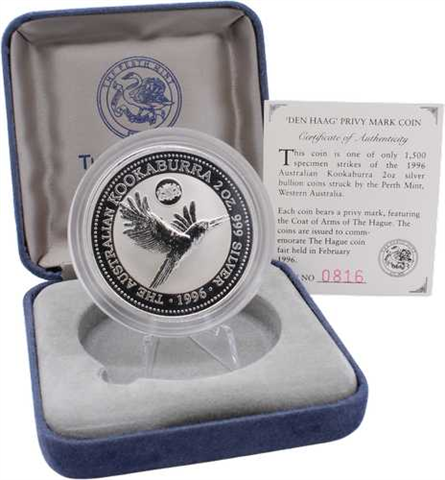 THE PERTH MINT
TH
THE AUSTRALIAN KOOKABURRA 2 OZ. 999 SILVER
· 1996 ·
'DEN HAAG' PRIVY MARK COIN
Certificate of Authenticity
This coin is one of only 1,500
specimen strikes of the 1996
Australian Kookaburra 2oz silver
bullion coins struck by the Perth Mint,
Western Australia.
Each coin bears a privy mark, featuring
the Coat of Arms of The Hague. The
coins are issued to com-
memorate The Hague coin
fair held in February
1996.
NO 0816